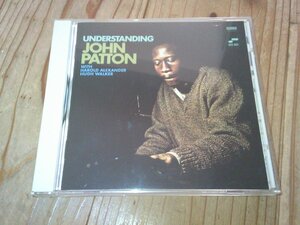 UNDERSTANDING
JOHN
PATTON
WITH
HAROLD ALEXANDER
HUGH WALKER